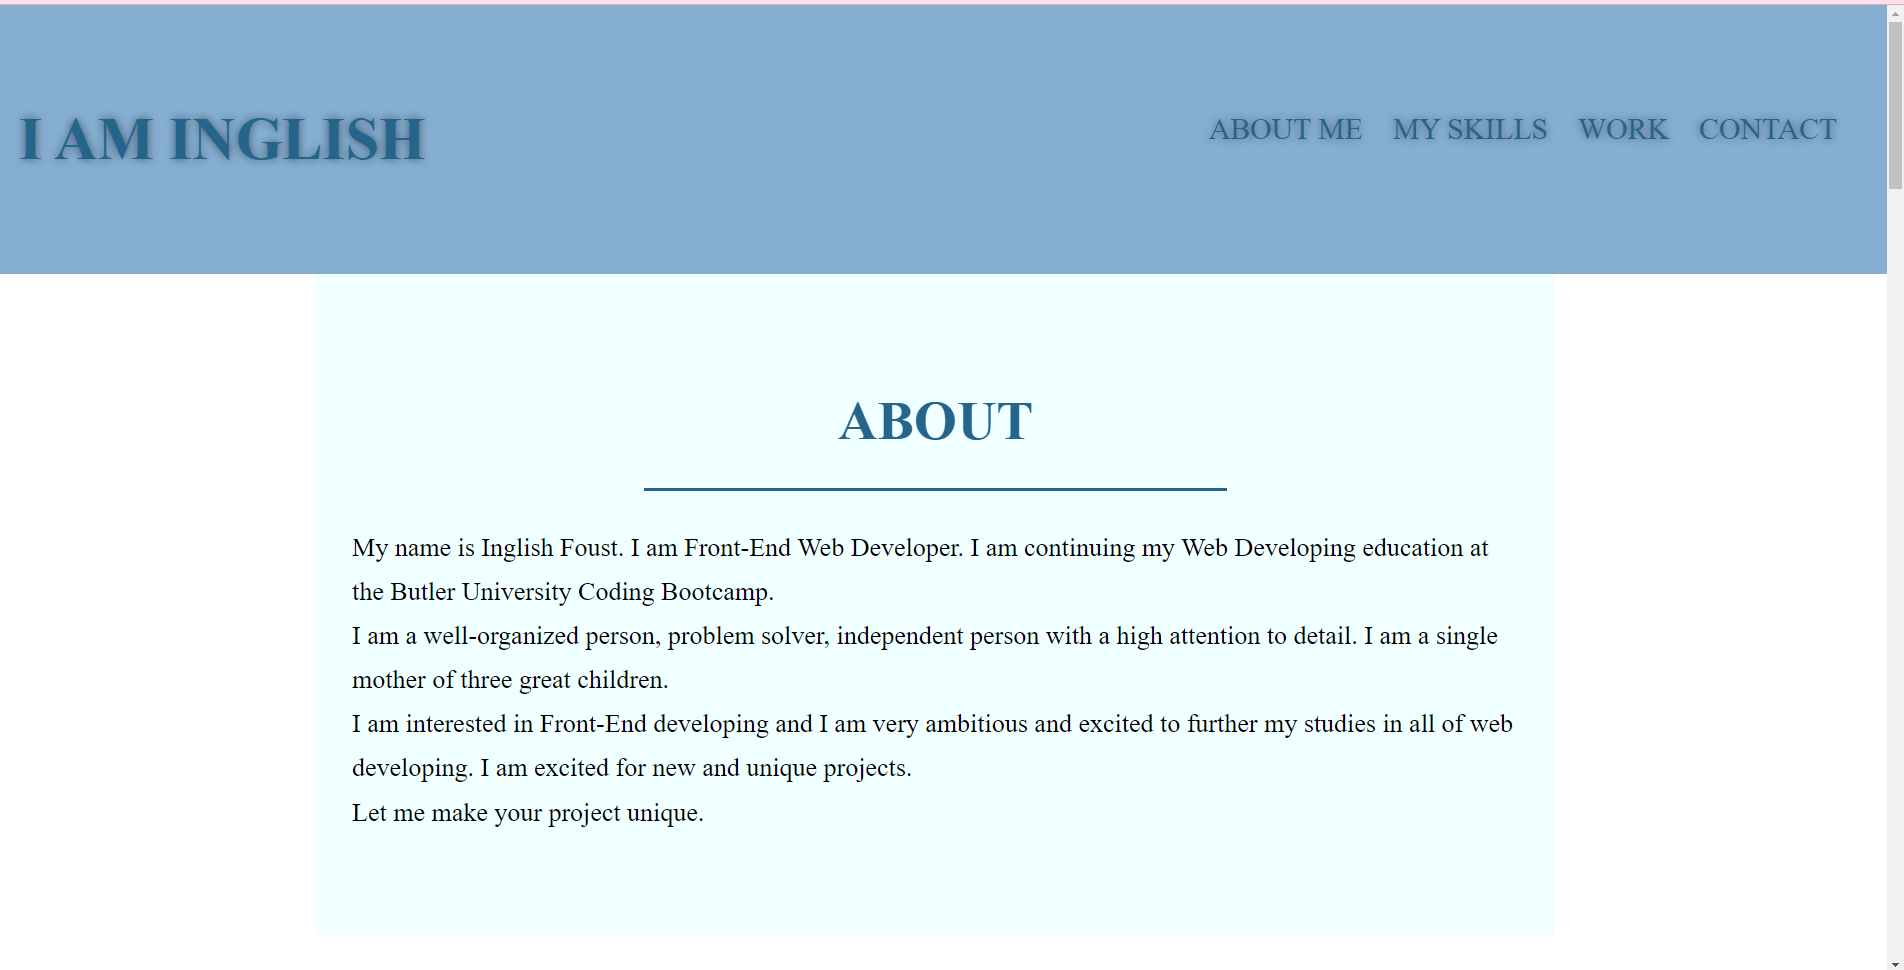 I AM INGLISH
ABOUT ME MY SKILLS WORK CONTACT
ABOUT
My name is Inglish Foust. I am Front-End Web Developer. I am continuing my Web Developing education at
the Butler University Coding Bootcamp.
I am a well-organized person, problem solver, independent person with a high attention to detail. I am a single
mother of three great children.
I am interested in Front-End developing and I am very ambitious and excited to further my studies in all of web
developing. I am excited for new and unique projects.
Let me make your project unique.